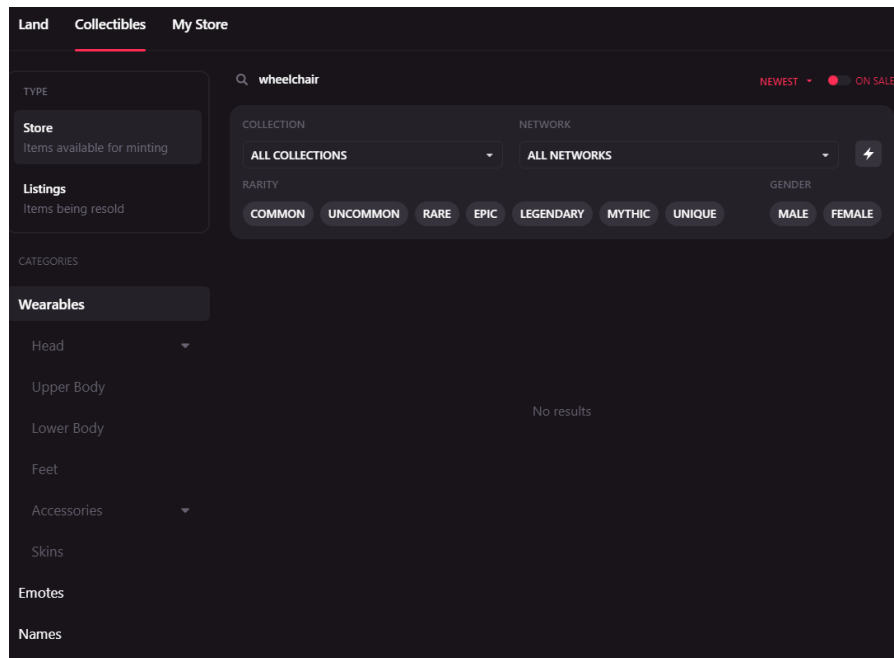 Land Collectibles My Store
TYPE
Store
Items available for minting
Listings
Items being resold
CATEGORIES
Wearables
Head
Upper Body
Lower Body
Feet
Accessories
Skins
Emotes
Names
wheelchair
NEWEST ON SALE
COLLECTION NETWORK
ALL COLLECTIONS ALL NETWORKS
RARITY GENDER
COMMON UNCOMMON RARE EPIC LEGENDARY MYTHIC UNIQUE MALE FEMALE
No results